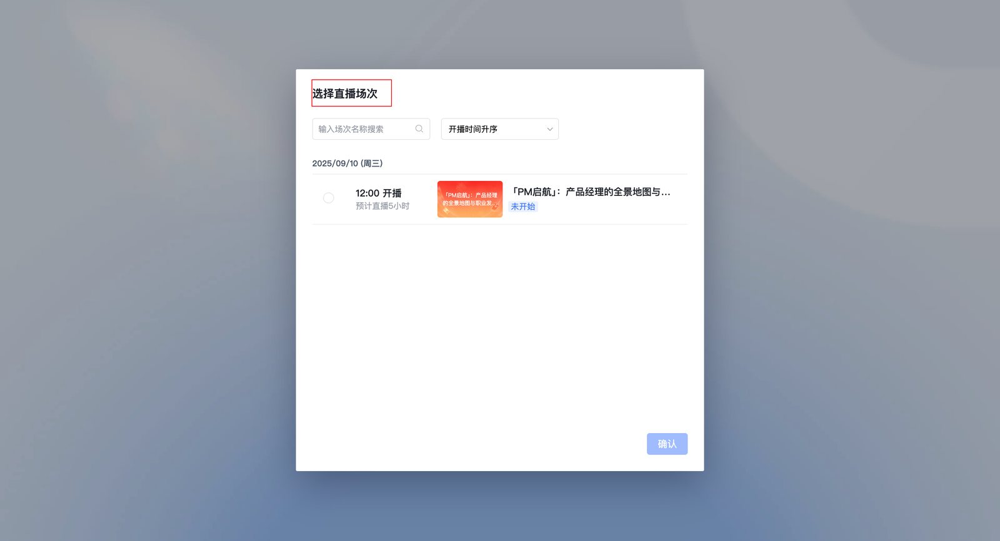 选择直播场次
输入场次名称搜索
开播时间升序
2025/09/10 (周三)
12:00 开播
预计直播5小时
「PM启航」：产品经理
的全景地图与职业发...
「PM启航」：产品经理的全景地图与...
未开始
确认